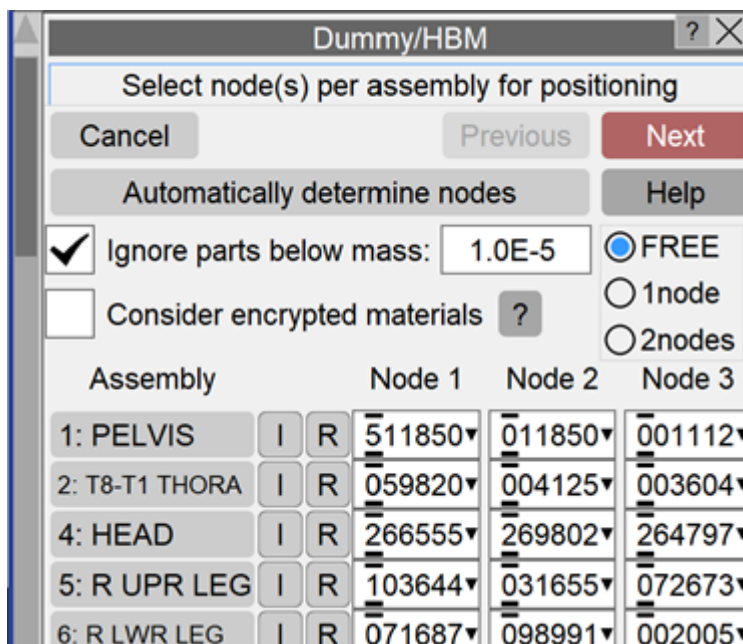 Dummy/HBM ?
Select node(s) per assembly for positioning
Cancel Previous Next
Automatically determine nodes Help
Ignore parts below mass: 1.0E-5 FREE
1node
Consider encrypted materials ?
2nodes
Assembly Node 1 Node 2 Node 3
1: PELVIS I R 511850 011850 001112
2: T8-T1 THORA I R 059820 004125 003604
4: HEAD I R 266555 269802 264797
5: R UPR LEG I R 103644 031655 072673
6: R LWR LEG I R 071687 098991 002005